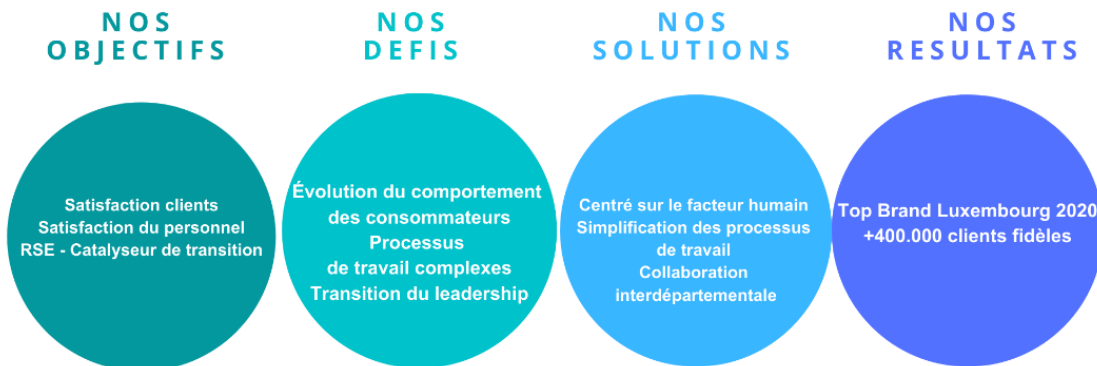 NOS
OBJECTIFS
Satisfaction clients
Satisfaction du personnel
RSE - Catalyseur de transition
NOS
DEFIS
Évolution du comportement
des consommateurs
Processus
de travail complexes
Transition du leadership
NOS
SOLUTIONS
Centré sur le facteur humain
Simplification des processus
de travail
Collaboration
interdépartementale
NOS
RESULTATS
Top Brand Luxembourg 2020
+400.000 clients fidèles